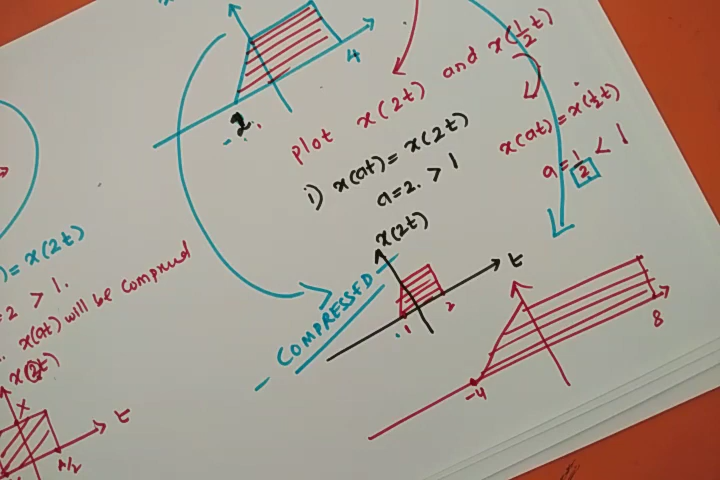 4
-2
plot x(2t) and x(1/2 t)
i) x(at) = x(2t)
a=2. > 1
x(2t)
t
-1
2
- COMPRESSED -
x(at) = x(1/2 t)
a = 1/2 < 1
-4
8
) = x(2t)
=2 > 1.
x(at) will be compressed
x(2t)
X
t
A/2